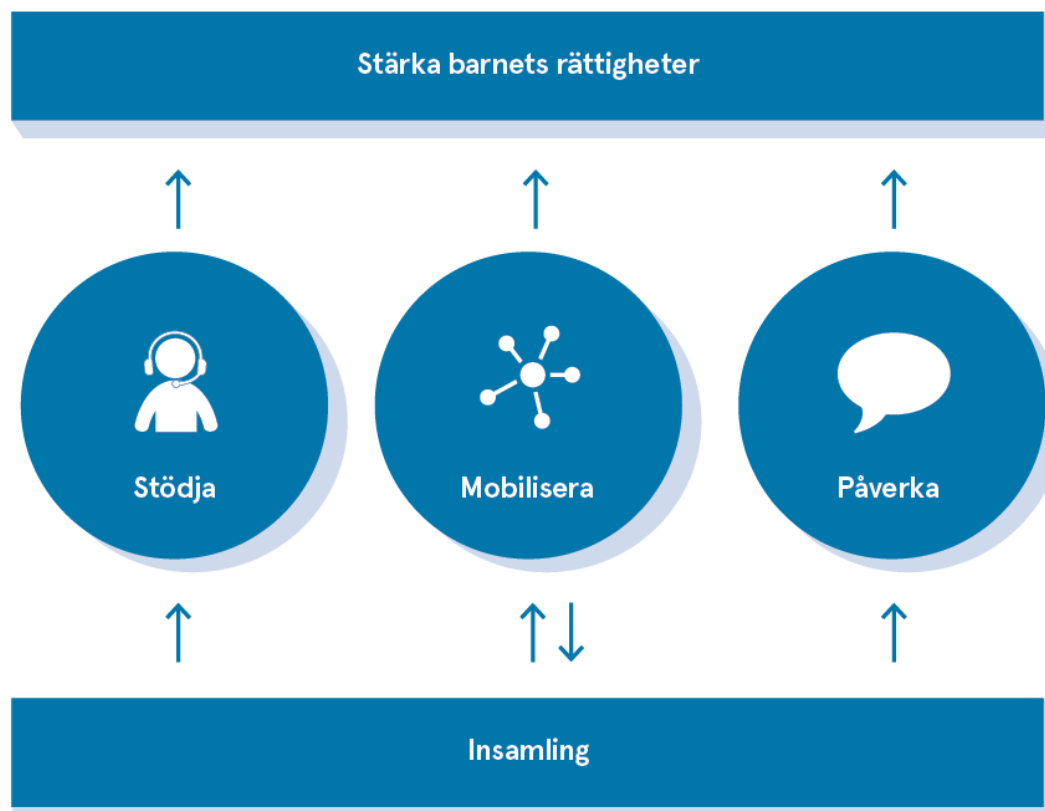 Stärka barnets rättigheter
Stödja
Mobilisera
Påverka
Insamling